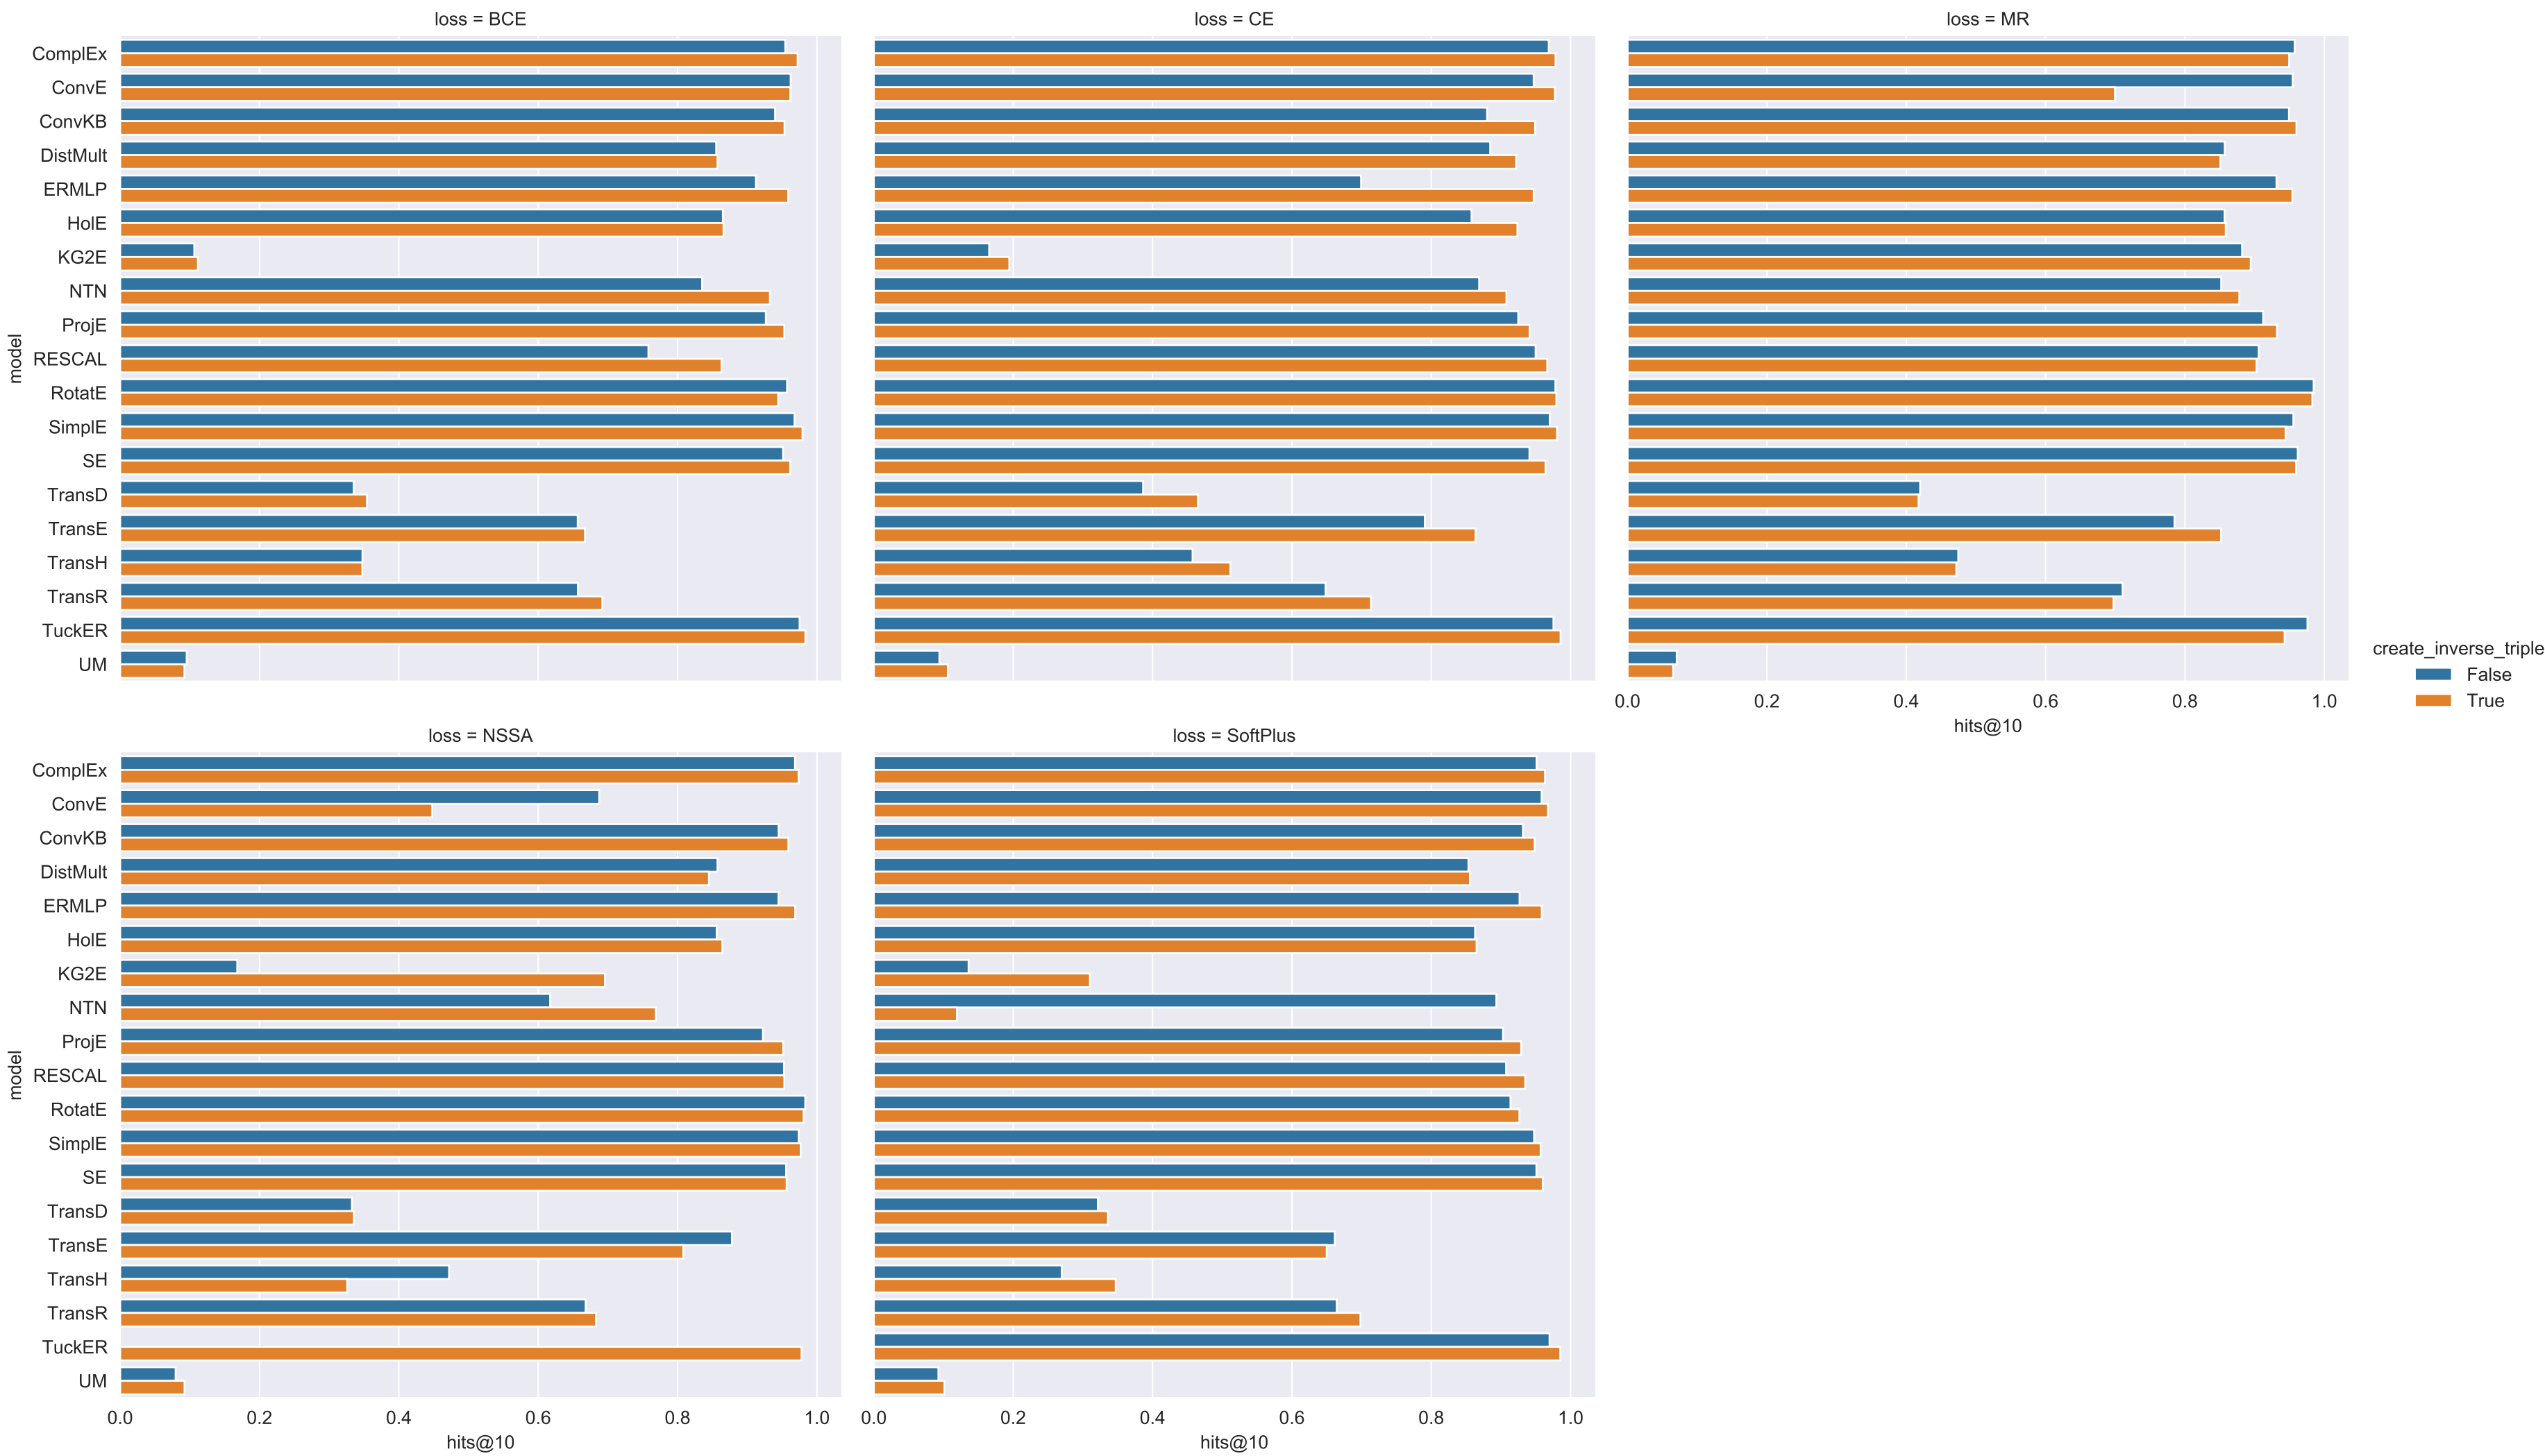 loss = BCE
loss = CE
loss = MR
model
ComplEx
ConvE
ConvKB
DistMult
ERMLP
HolE
KG2E
NTN
ProjE
RESCAL
RotatE
SimplE
SE
TransD
TransE
TransH
TransR
TuckER
UM
0.0 0.2 0.4 0.6 0.8 1.0
hits@10
create_inverse_triple
False
True
loss = NSSA
loss = SoftPlus
model
ComplEx
ConvE
ConvKB
DistMult
ERMLP
HolE
KG2E
NTN
ProjE
RESCAL
RotatE
SimplE
SE
TransD
TransE
TransH
TransR
TuckER
UM
0.0 0.2 0.4 0.6 0.8 1.0
hits@10
0.0 0.2 0.4 0.6 0.8 1.0
hits@10